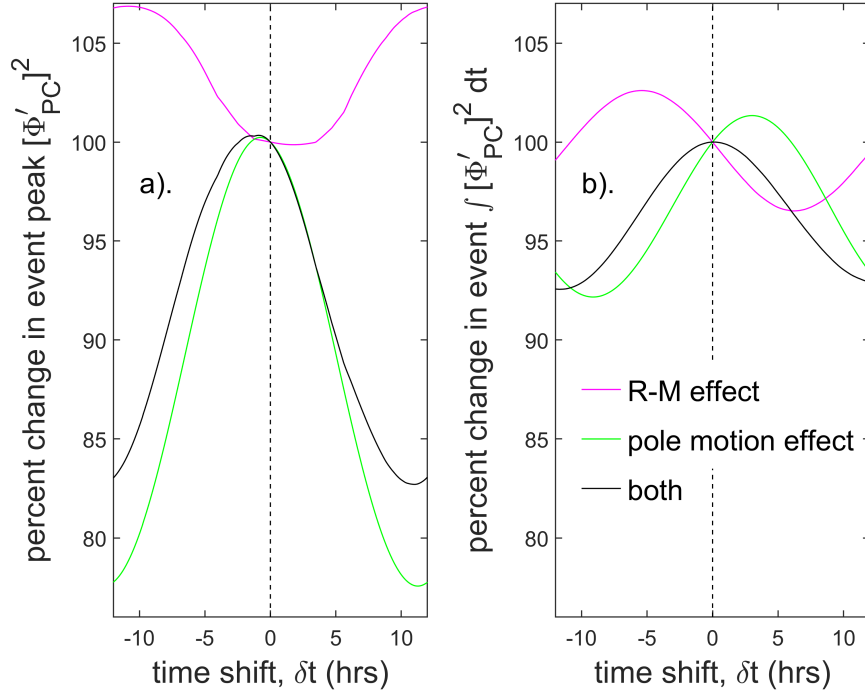 percent change in event peak [Φ′PC]2
105
100
95
90
85
80
a).
-10 -5 0 5 10
time shift, δt (hrs)
percent change in event ∫ [Φ′PC]2 dt
105
100
95
90
85
80
b).
R-M effect
pole motion effect
both
-10 -5 0 5 10
time shift, δt (hrs)